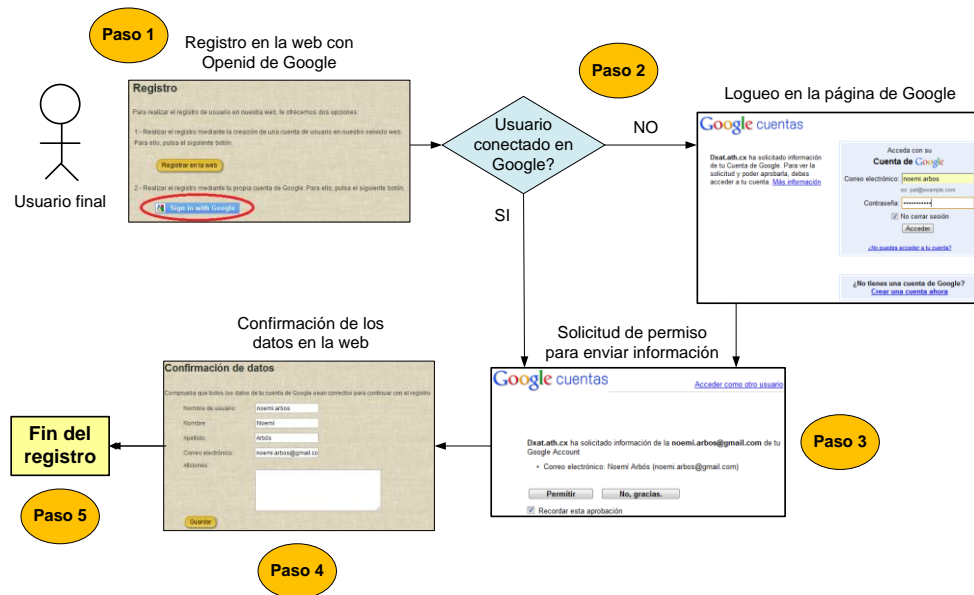 Paso 1
Registro en la web con
Openid de Google
Usuario final
Registro
Para realizar el registro de usuario en nuestra web, te ofrecemos dos opciones:
1 - Realizar el registro mediante la creación de una cuenta de usuario en nuestro servicio web.
Para ello, pulsa el siguiente botón.
Registrar en la web
2 - Realizar el registro mediante tu propia cuenta de Google. Para ello, pulsa el siguiente botón.
Sign in with Google
Paso 2
Usuario
conectado en
Google?
NO
SI
Logueo en la página de Google
Google cuentas
Dxat.ath.cx ha solicitado información
de tu Cuenta de Google. Para ver la
solicitud y poder aprobarla, debes
acceder a tu cuenta. Más información
Acceda con su
Cuenta de Google
Correo electrónico: noemi.arbos
ex: pat@example.com
Contraseña:
No cerrar sesión
Acceder
¿No puedes acceder a tu cuenta?
¿No tienes una cuenta de Google?
Crear una cuenta ahora
Solicitud de permiso
para enviar información
Google cuentas
Acceder como otro usuario
Dxat.ath.cx ha solicitado información de la noemi.arbos@gmail.com de tu
Google Account
• Correo electrónico: Noemí Arbós (noemi.arbos@gmail.com)
Permitir
No, gracias.
Recordar esta aprobación
Paso 3
Confirmación de los
datos en la web
Confirmación de datos
Comprueba que todos los datos de tu cuenta de Google sean correctos para continuar con el registro
Nombre de usuario: noemi.arbos
Nombre: Noemí
Apellido: Arbós
Correo electrónico: noemi.arbos@gmail.co
Aficiones:
Guardar
Paso 4
Fin del
registro
Paso 5